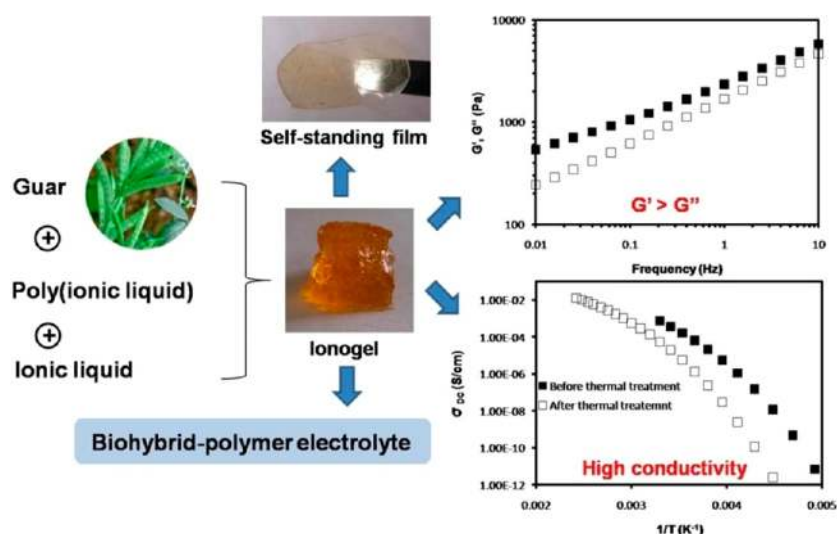 Guar
+
Poly(ionic liquid)
+
Ionic liquid
Self-standing film
Ionogel
Biohybrid-polymer electrolyte
G', G'' (Pa)
10000
1000
100
G' > G''
0.01
0.1
1
10
Frequency (Hz)
σ DC (S/cm)
1.00E-02
1.00E-04
1.00E-06
1.00E-08
1.00E-10
1.00E-12
Before thermal treatment
After thermal treatemnt
High conductivity
0.002
0.003
0.004
0.005
1/T (K⁻¹)